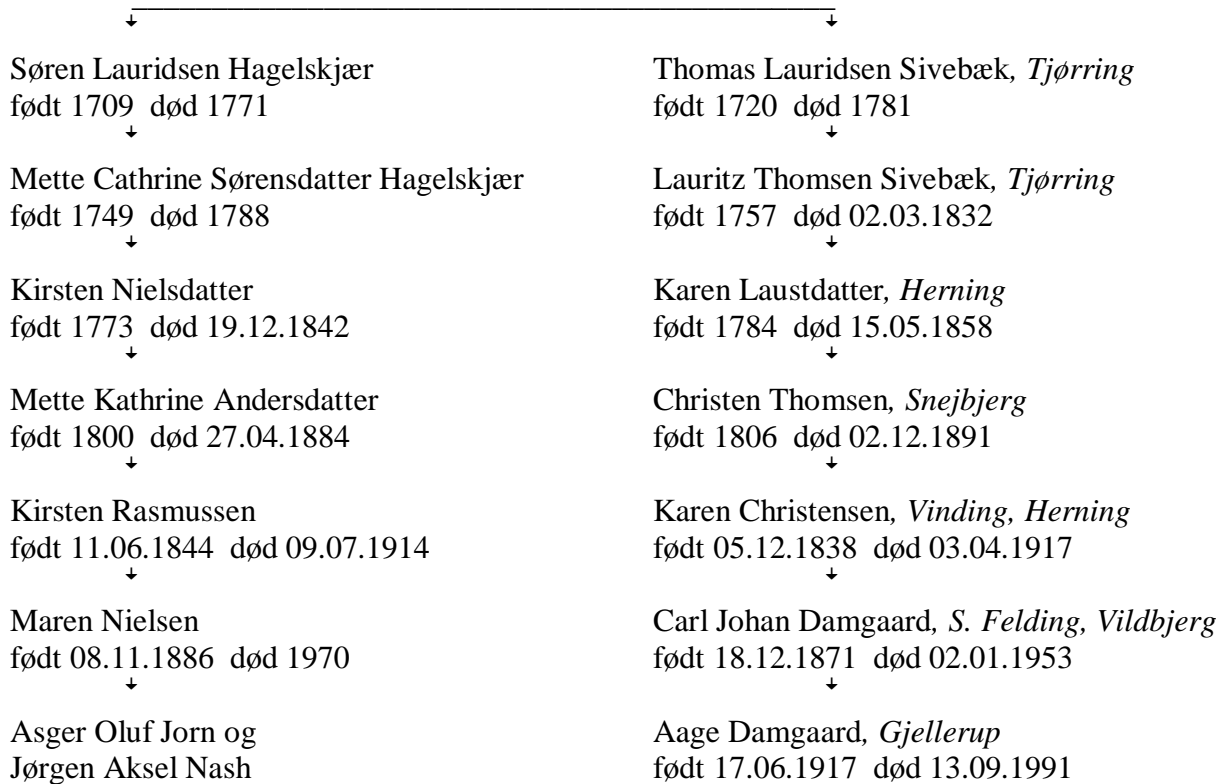 Søren Lauridsen Hagelskjær
født 1709 død 1771
Mette Cathrine Sørensdatter Hagelskjær
født 1749 død 1788
Kirsten Nielsdatter
født 1773 død 19.12.1842
Mette Kathrine Andersdatter
født 1800 død 27.04.1884
Kirsten Rasmussen
født 11.06.1844 død 09.07.1914
Maren Nielsen
født 08.11.1886 død 1970
Asger Oluf Jorn og
Jørgen Aksel Nash
Thomas Lauridsen Sivebæk, Tjørring
født 1720 død 1781
Lauritz Thomsen Sivebæk, Tjørring
født 1757 død 02.03.1832
Karen Laustdatter, Herning
født 1784 død 15.05.1858
Christen Thomsen, Snejbjerg
født 1806 død 02.12.1891
Karen Christensen, Vinding, Herning
født 05.12.1838 død 03.04.1917
Carl Johan Damgaard, S. Felding, Vildbjerg
født 18.12.1871 død 02.01.1953
Aage Damgaard, Gjellerup
født 17.06.1917 død 13.09.1991